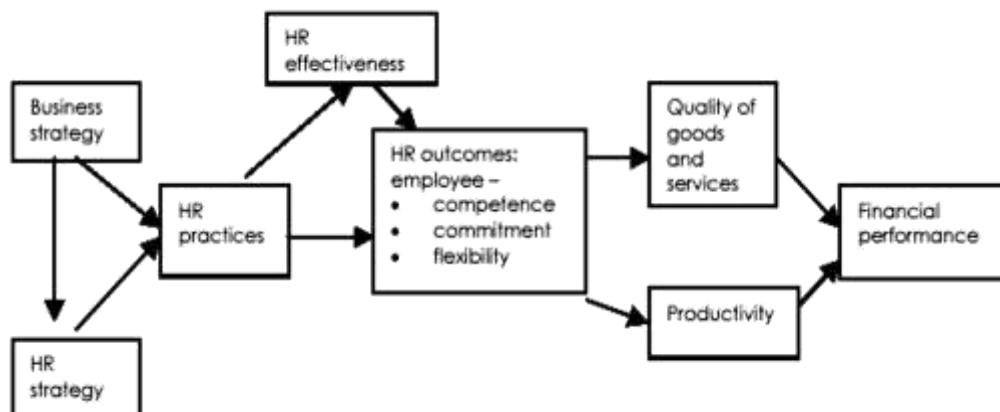 HR
effectiveness
Business
strategy
HR
practices
HR outcomes:
employee –
• competence
• commitment
• flexibility
Quality of
goods
and
services
Financial
performance
Productivity
HR
strategy